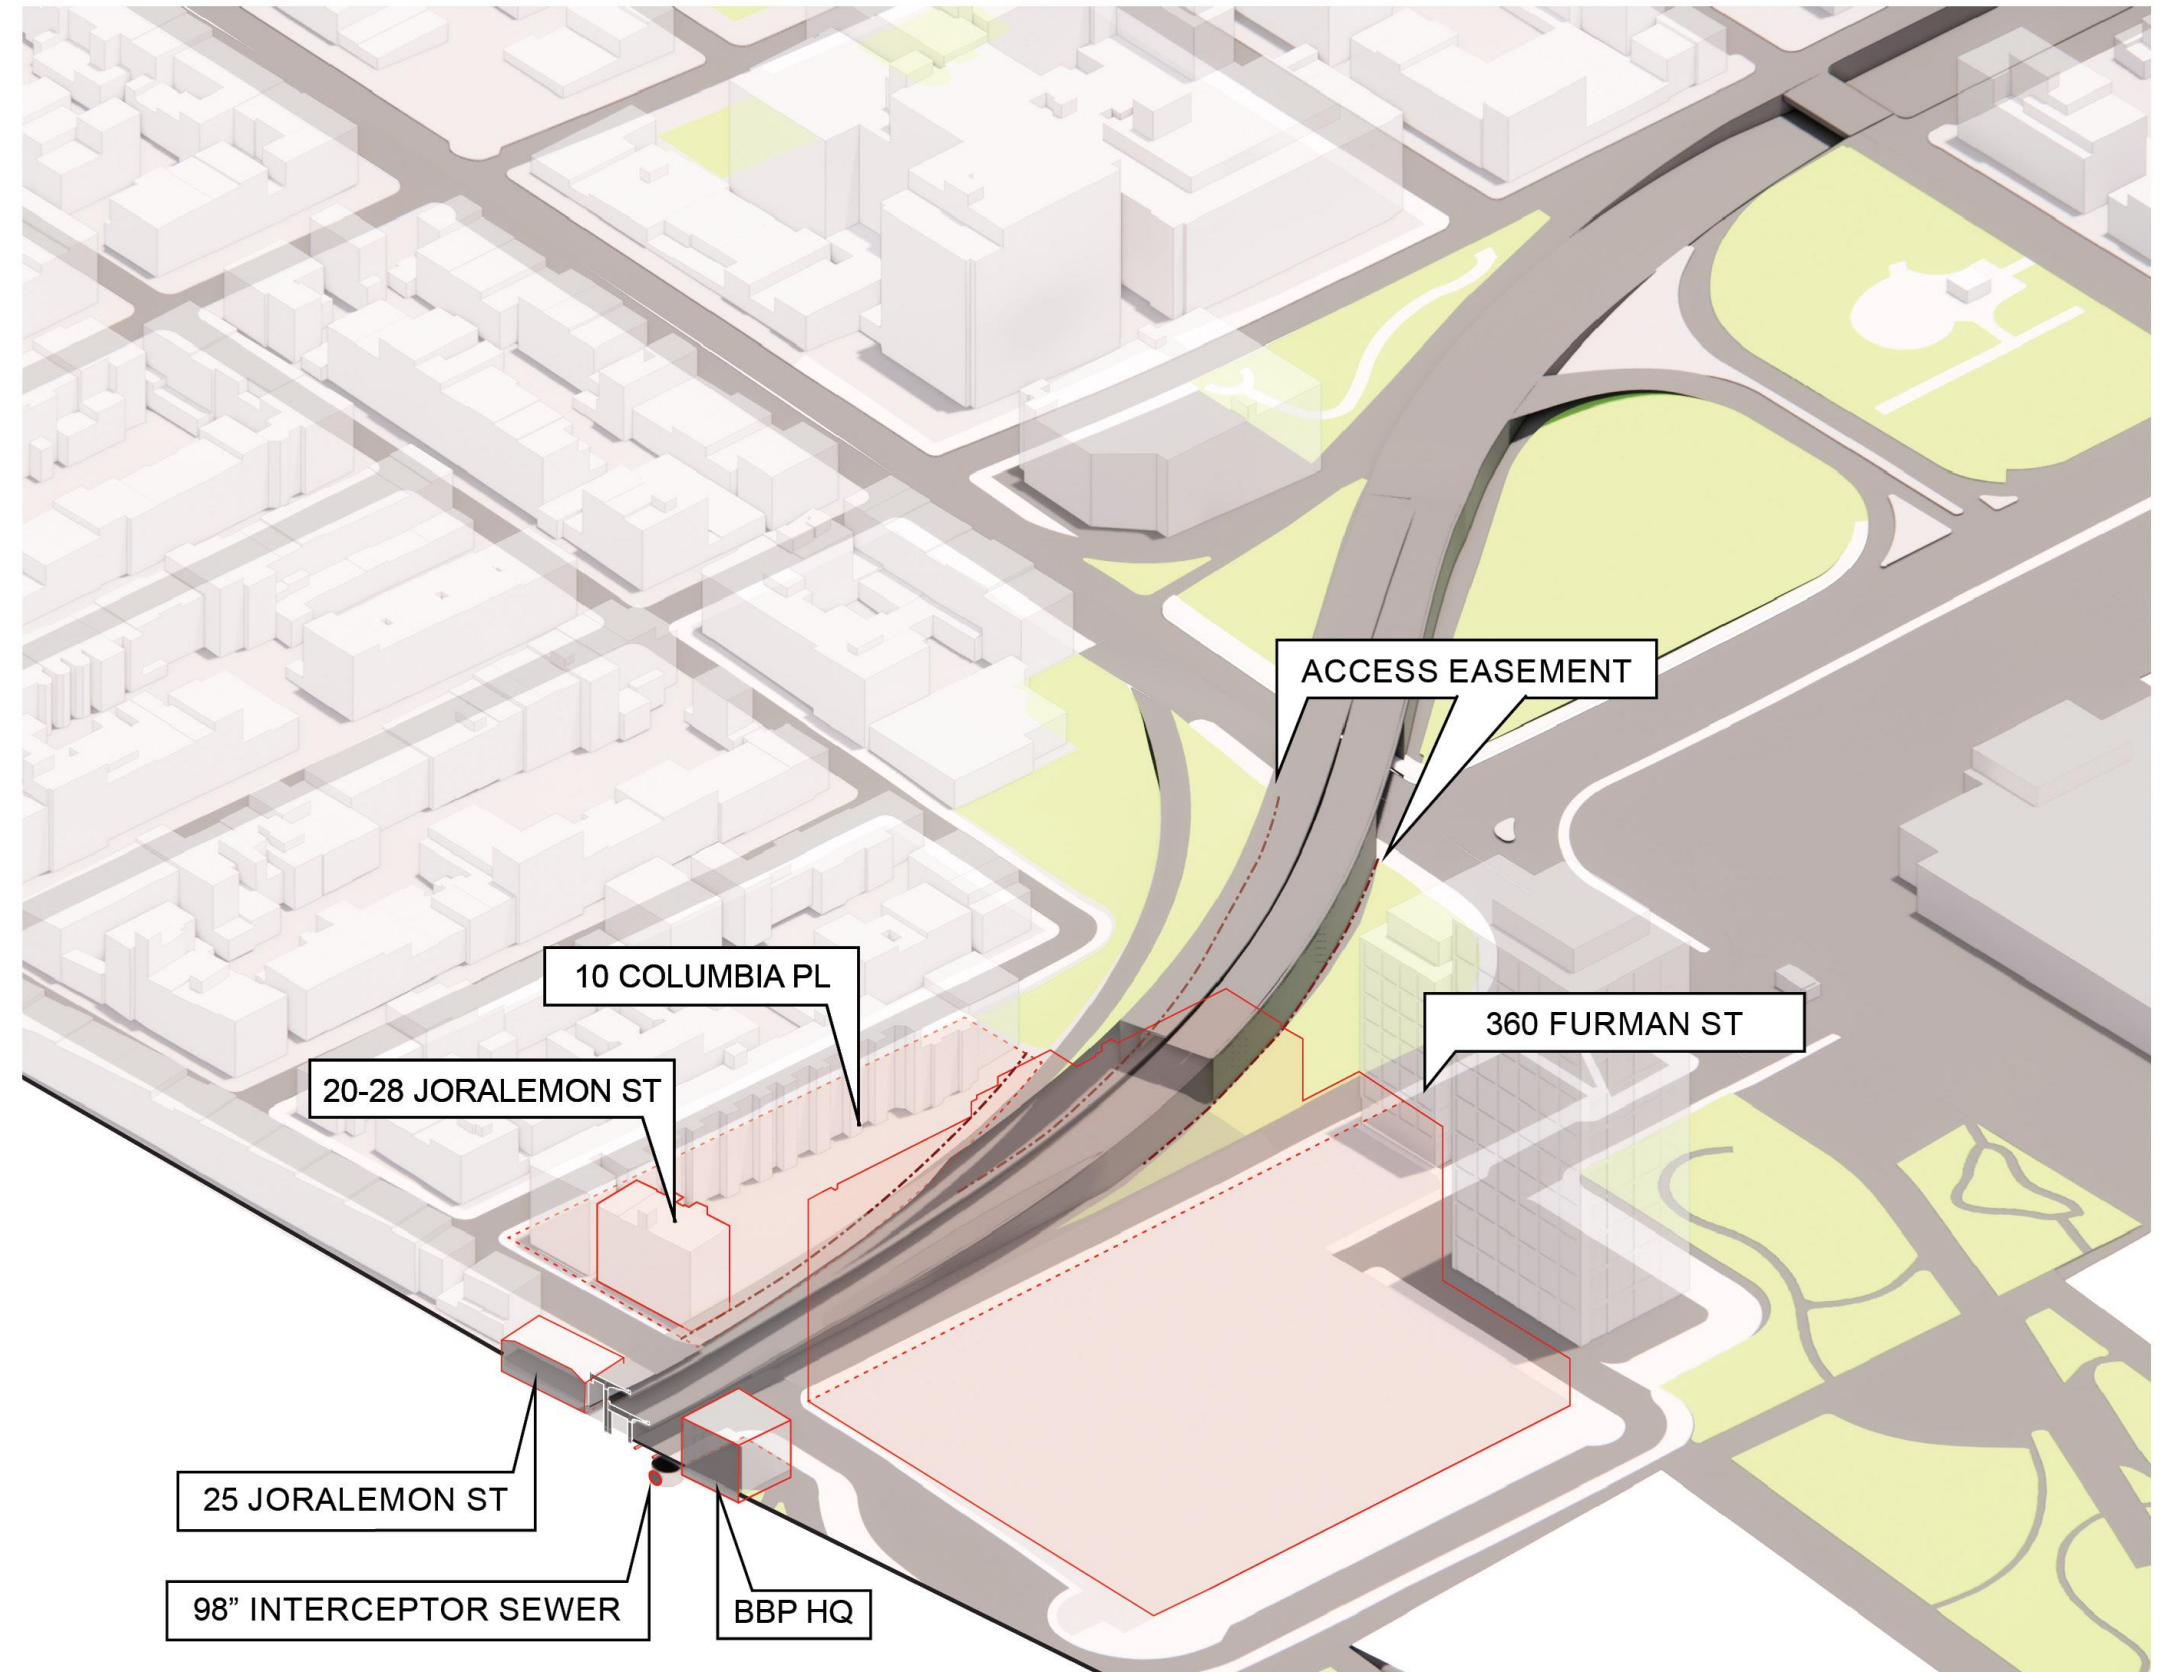 ACCESS EASEMENT
10 COLUMBIA PL
360 FURMAN ST
20-28 JORALEMON ST
25 JORALEMON ST
98” INTERCEPTOR SEWER
BBP HQ